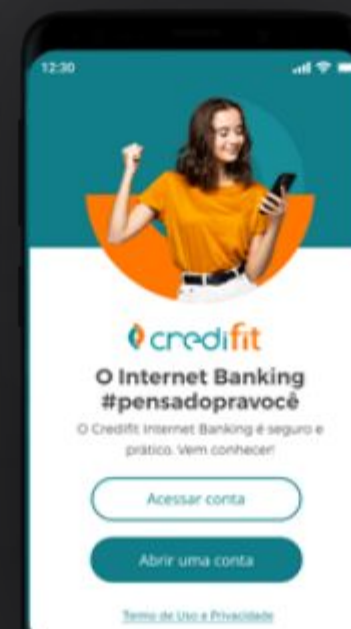 12:30
credifit
O Internet Banking
#pensadopravocê
O Credifit Internet Banking é seguro e
prático. Vem conhecer!
Acessar conta
Abrir uma conta
Termo de Uso e Privacidade